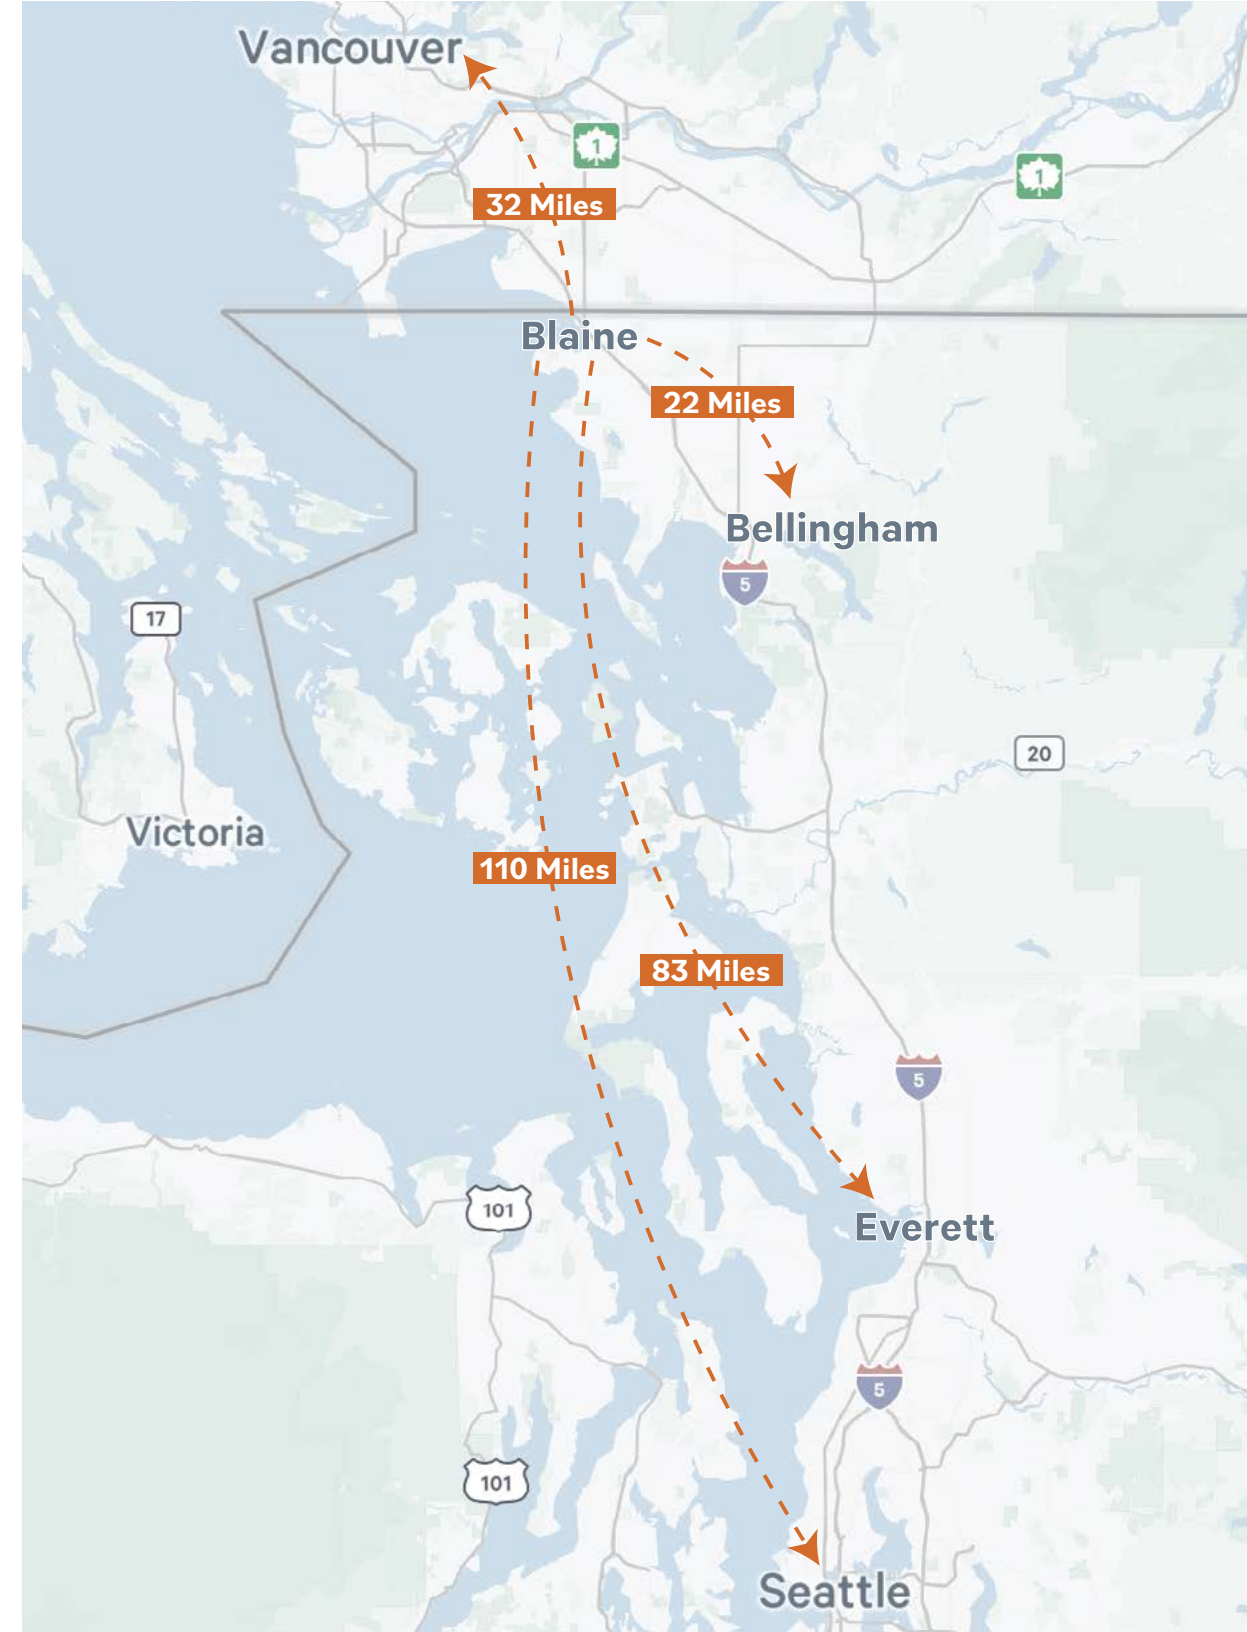 Vancouver
1
1
32 Miles
Blaine
22 Miles
Bellingham
5
17
20
Victoria
110 Miles
83 Miles
5
101
Everett
5
101
Seattle